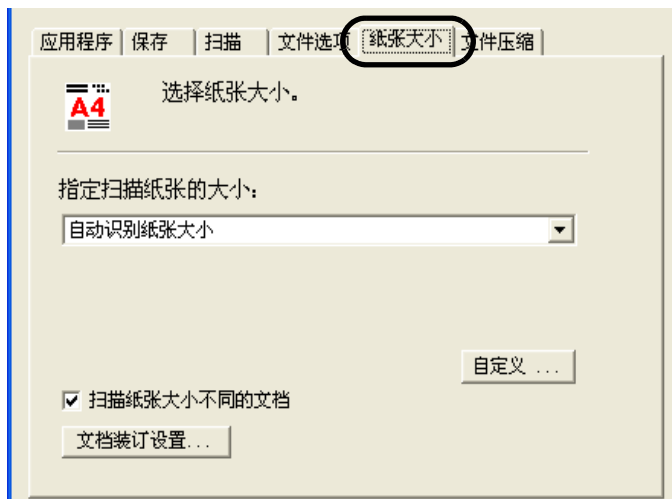 应用程序 保存 扫描 文件选项 纸张大小 文件压缩
A4
选择纸张大小。
指定扫描纸张的大小:
自动识别纸张大小
自定义 ...
扫描纸张大小不同的文档
文档装订设置...